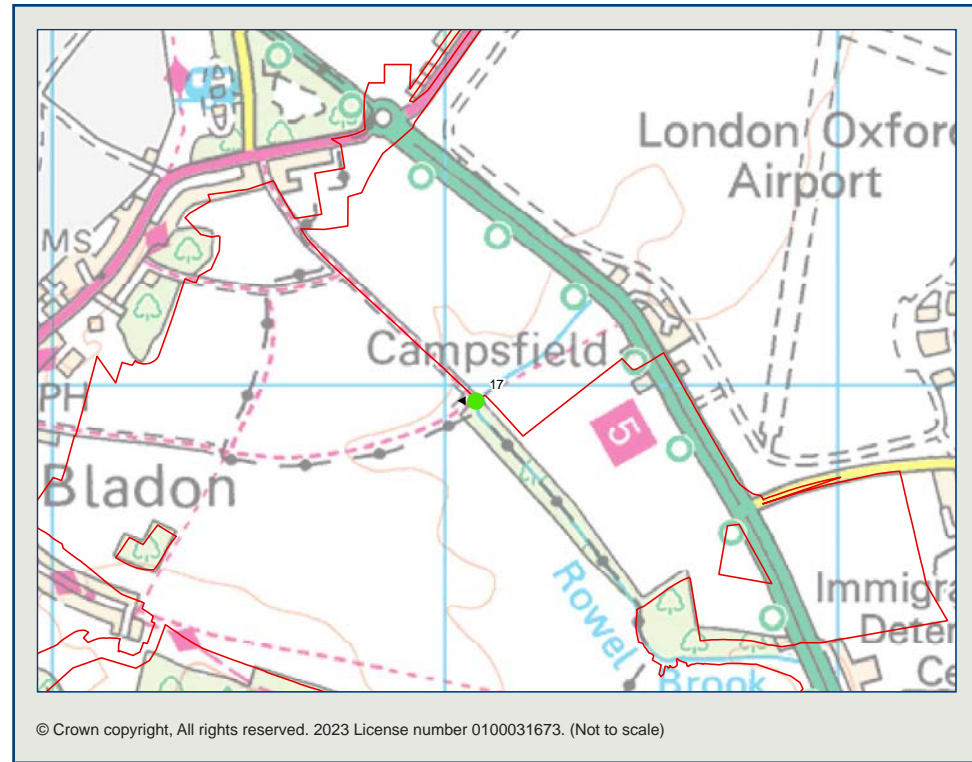 London Oxfor
Airport
MS
Campsfield
17
PH
5
Bladon
Rowel
Brook
Immigra
Deter
Ce
© Crown copyright, All rights reserved. 2023 License number 0100031673. (Not to scale)